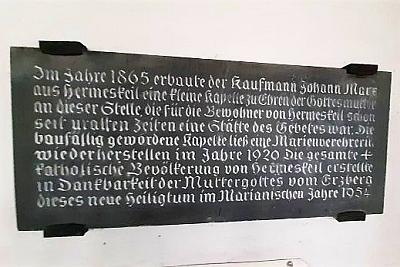 Im Jahre 1865 erbaute der Kaufmann Johann Marx
aus Hermeskeil eine kleine Kapelle zu Ehren der Gottesmutter
an dieser Stelle die für die Bewohner von Hermeskeil schon
seit uralten Zeiten eine Stätte des Gebetes war. Die
baufällig gewordene Kapelle ließ eine Marienverehrerin
wiederherstellen im Jahre 1920 Die gesamte +
katholische Bevölkerung von Hermeskeil erstellte
in Dankbarkeit der Muttergottes vom Erzberg
dieses neue Heiligtum im Marianischen Jahre 1954